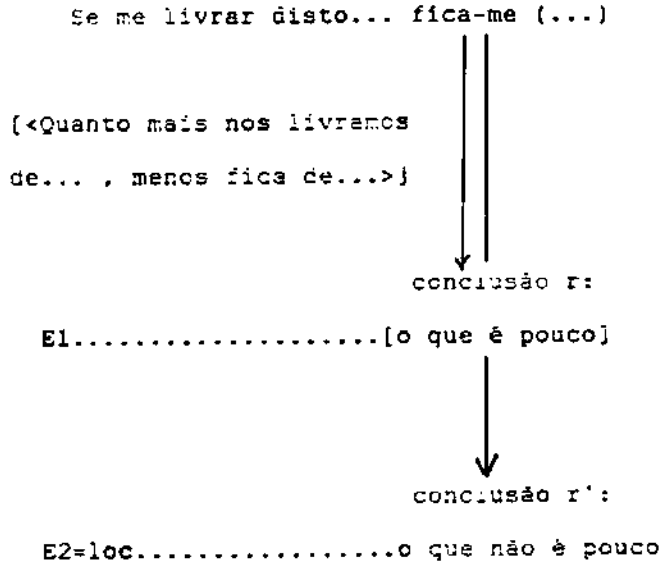 Se me livrar disto... fica-me (...)
[<Quanto mais nos livramos
de... , menos fica de...>]
conclusão r:
E1....................[o que é pouco]
conclusão r':
E2=loc.................o que não é pouco